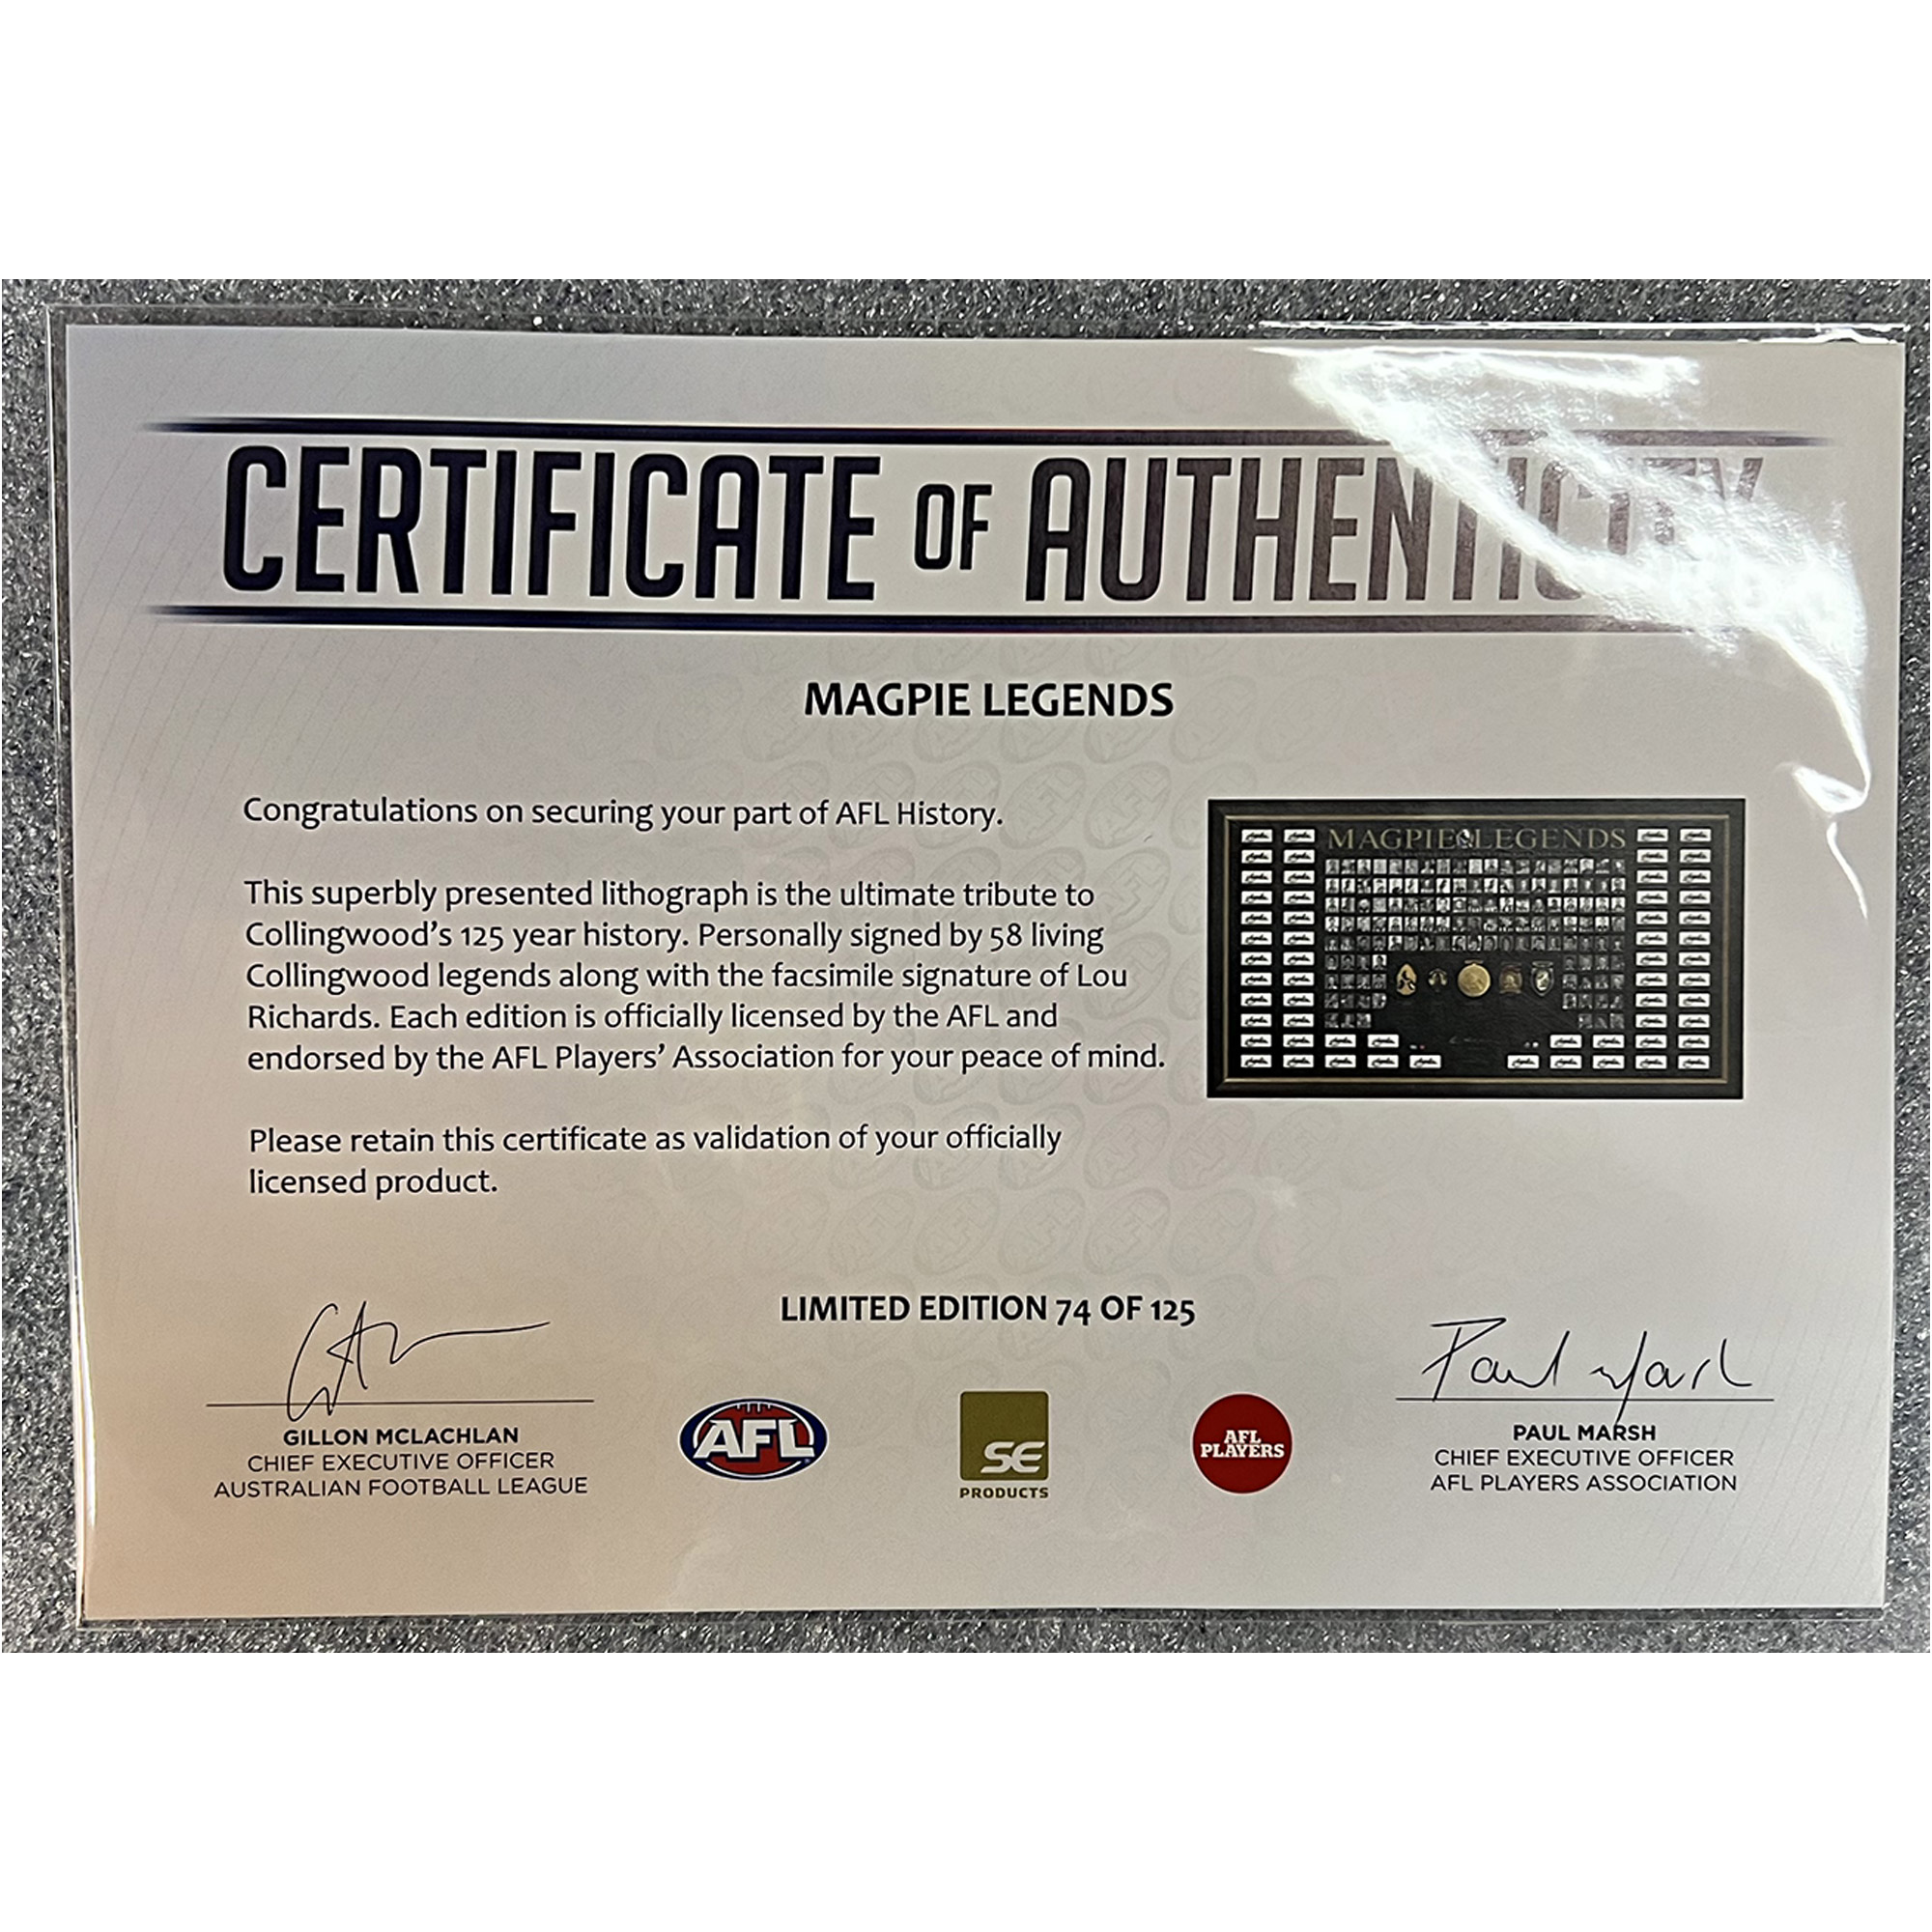 CERTIFICATE OF AUTHENTICITY
MAGPIE LEGENDS
Congratulations on securing your part of AFL History.
This superbly presented lithograph is the ultimate tribute to
Collingwood's 125 year history. Personally signed by 58 living
Collingwood legends along with the facsimile signature of Lou
Richards. Each edition is officially licensed by the AFL and
endorsed by the AFL Players' Association for your peace of mind.
Please retain this certificate as validation of your officially
licensed product.
MAGPIE LEGENDS
LIMITED EDITION 74 OF 125
Paul Marsh
GILLON MCLACHLAN
CHIEF EXECUTIVE OFFICER
AUSTRALIAN FOOTBALL LEAGUE
AFL
SE
PRODUCTS
AFL
PLAYERS
PAUL MARSH
CHIEF EXECUTIVE OFFICER
AFL PLAYERS ASSOCIATION